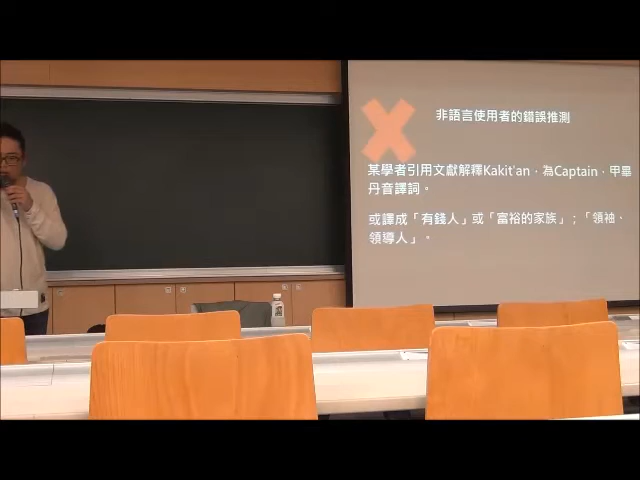 非語言使用者的錯誤推測
某學者引用文獻解釋Kakit'an，為Captain，甲畢
丹音譯詞。
或譯成「有錢人」或「富裕的家族」；「領袖、
領導人」。